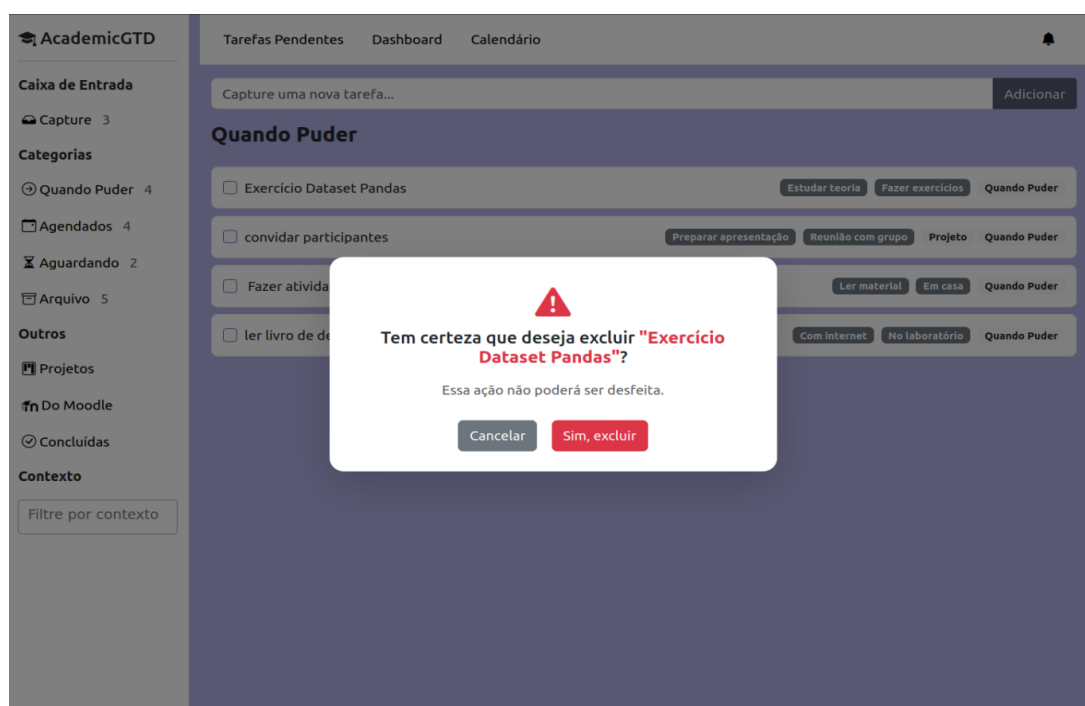 AcademicGTD
Tarefas Pendentes Dashboard Calendário
Caixa de Entrada
Capture 3
Categorias
Quando Puder 4
Agendados 4
Aguardando 2
Arquivo 5
Outros
Projetos
Do Moodle
Concluídas
Contexto
Filtre por contexto
Capture uma nova tarefa... Adicionar
Quando Puder
Exercício Dataset Pandas Estudar teoria Fazer exercicios Quando Puder
convidar participantes Preparar apresentação Reunião com grupo Projeto Quando Puder
Fazer ativida Ler material Em casa Quando Puder
ler livro de de Com internet No laboratório Quando Puder
Tem certeza que deseja excluir "Exercício
Dataset Pandas"?
Essa ação não poderá ser desfeita.
Cancelar Sim, excluir